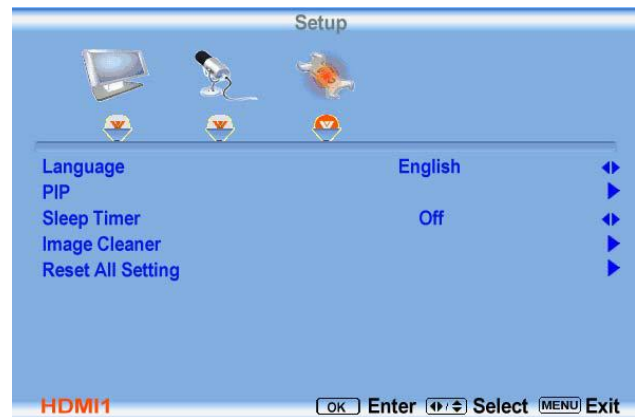 Setup
Language English
PIP
Sleep Timer Off
Image Cleaner
Reset All Setting
HDMI1 OK Enter Select MENU Exit